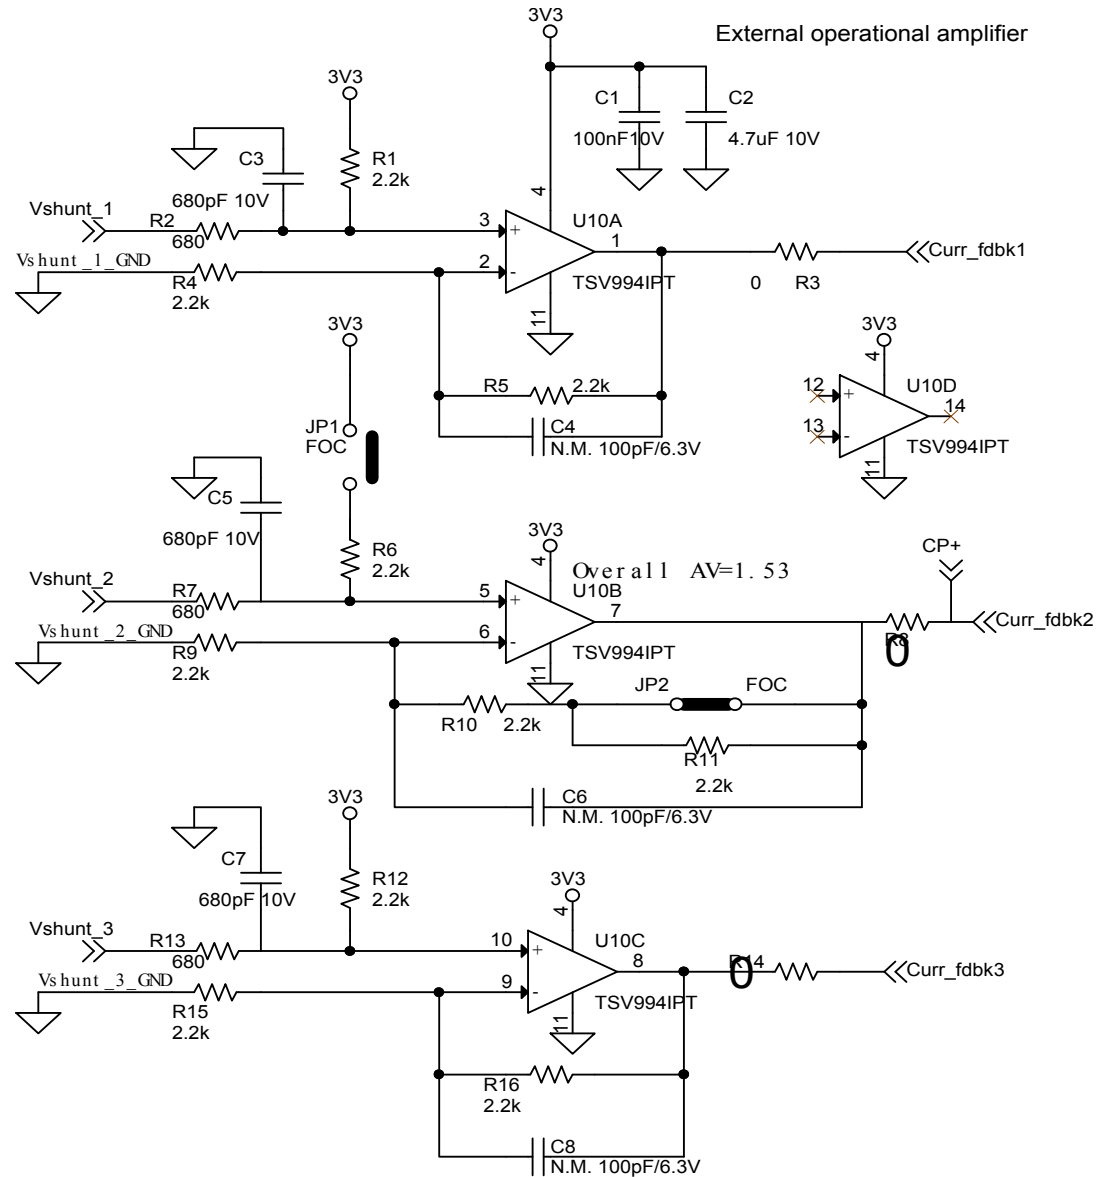 External operational amplifier
3V3
C1
100nF10V
C2
4.7uF 10V
3V3
R1
2.2k
C3
680pF 10V
Vshunt_1
R2
680
Vshunt_1_GND
R4
2.2k
4
3
+
2
-
U10A
1
TSV994IPT
11
0
R3
Curr_fdbk1
R5
2.2k
C4
N.M. 100pF/6.3V
3V3
4
12
+
13
-
U10D
14
TSV994IPT
11
3V3
JP1
FOC
C5
680pF 10V
R6
2.2k
Vshunt_2
R7
680
Vshunt_2_GND
R9
2.2k
3V3
4
Overall AV=1.53
5
+
6
-
U10B
7
TSV994IPT
11
CP+
R8
0
Curr_fdbk2
R10
2.2k
JP2
FOC
R11
2.2k
C6
N.M. 100pF/6.3V
3V3
C7
680pF 10V
R12
2.2k
Vshunt_3
R13
680
Vshunt_3_GND
R15
2.2k
3V3
4
10
+
9
-
U10C
8
TSV994IPT
11
R14
0
Curr_fdbk3
R16
2.2k
C8
N.M. 100pF/6.3V